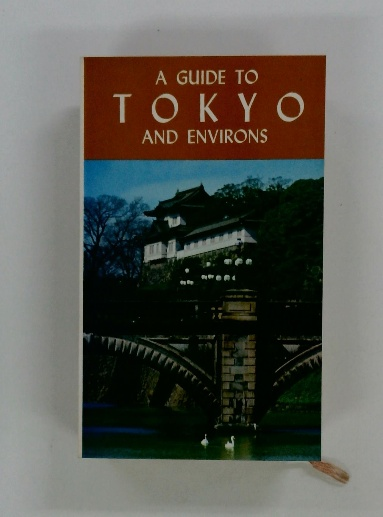 A GUIDE TO
TOKYO
AND ENVIRONS